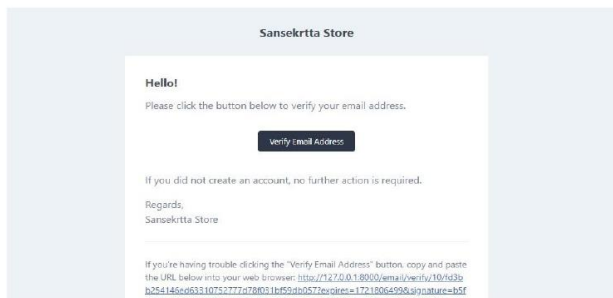 Sansekrtta Store
Hello!
Please click the button below to verify your email address.
Verify Email Address
If you did not create an account, no further action is required.
Regards,
Sansekrtta Store
If you're having trouble clicking the "Verify Email Address" button, copy and paste
the URL below into your web browser: http://127.0.0.1:8000/email/verify/10/fd3b
b254146ed63310752777d78f031bf59db057?expires=1721806499&signature=b5f